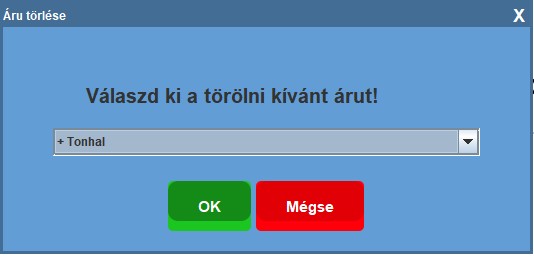 Áru törlése X
Válaszd ki a törölni kívánt árut!
+ Tonhal
OK Mégse